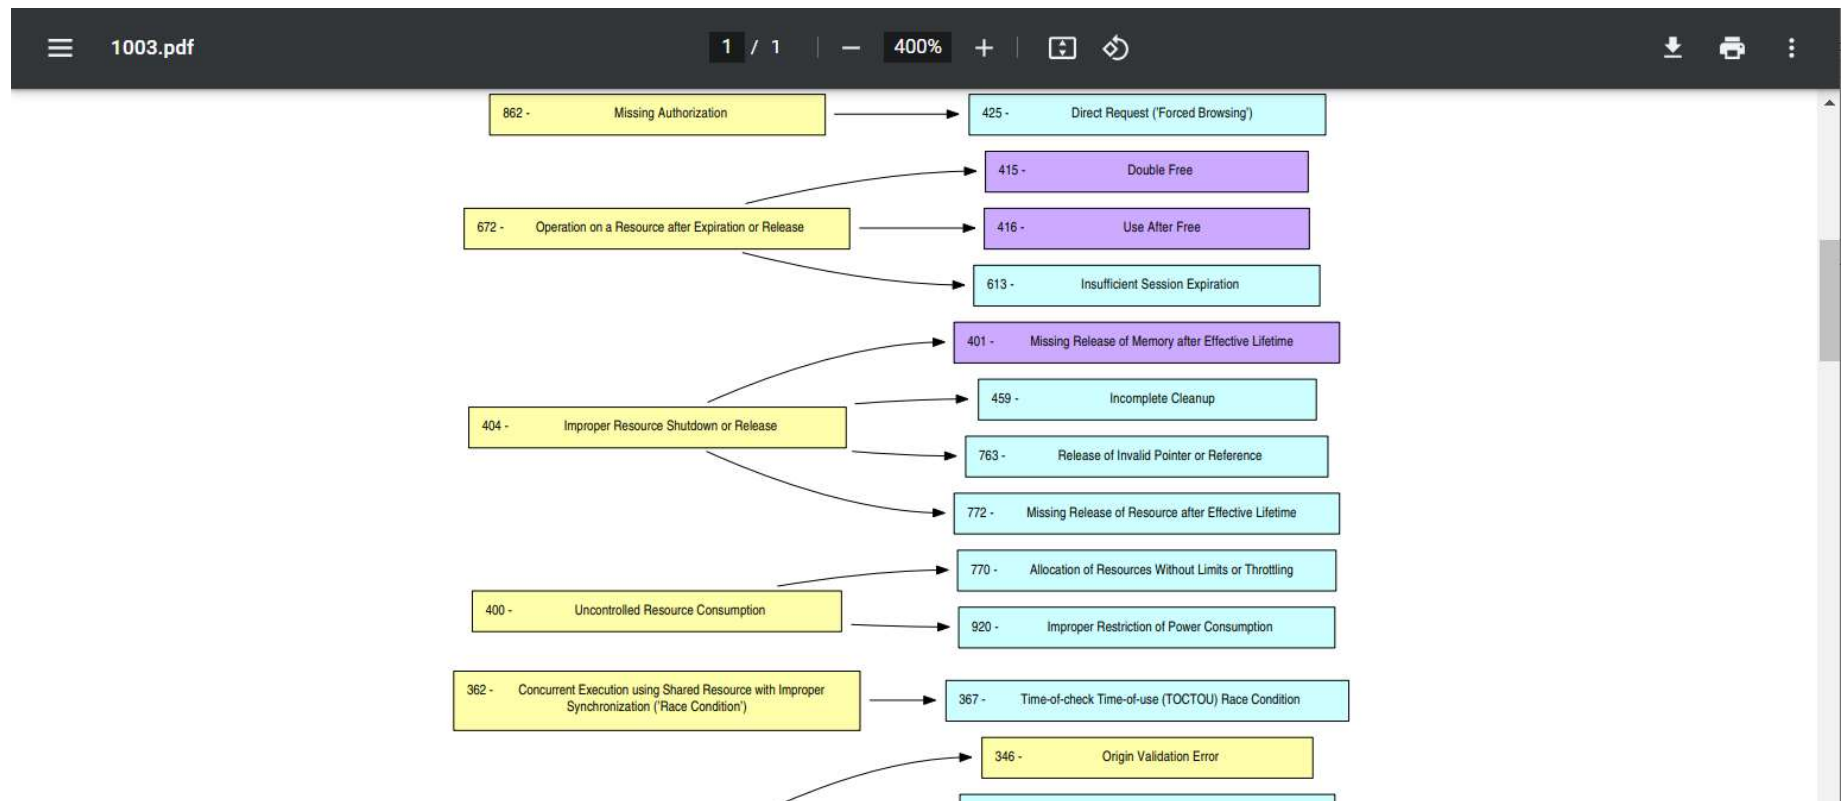 1003.pdf
1 / 1
400%
862 - Missing Authorization
425 - Direct Request ('Forced Browsing')
415 - Double Free
672 - Operation on a Resource after Expiration or Release
416 - Use After Free
613 - Insufficient Session Expiration
401 - Missing Release of Memory after Effective Lifetime
459 - Incomplete Cleanup
404 - Improper Resource Shutdown or Release
763 - Release of Invalid Pointer or Reference
772 - Missing Release of Resource after Effective Lifetime
770 - Allocation of Resources Without Limits or Throttling
400 - Uncontrolled Resource Consumption
920 - Improper Restriction of Power Consumption
362 - Concurrent Execution using Shared Resource with Improper
Synchronization ('Race Condition')
367 - Time-of-check Time-of-use (TOCTOU) Race Condition
346 - Origin Validation Error